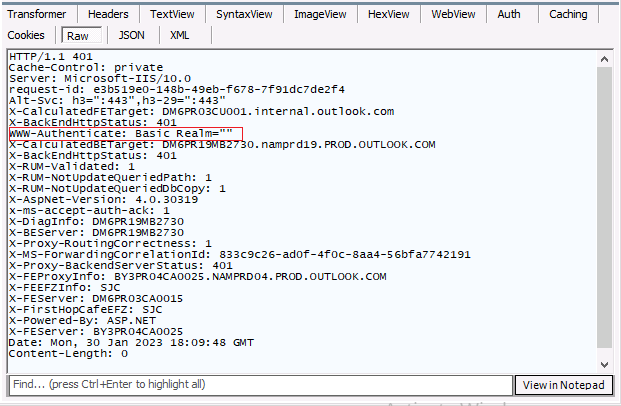 Transformer Headers TextView SyntaxView ImageView HexView WebView Auth Caching
Cookies Raw JSON XML
HTTP/1.1 401
Cache-Control: private
Server: Microsoft-IIS/10.0
request-id: e3b519e0-148b-49eb-f678-7f91dc7de2f4
Alt-Svc: h3=":443",h3-29=":443"
X-CalculatedFETarget: DM6PR03CU001.internal.outlook.com
X-BackEndHttpStatus: 401
WWW-Authenticate: Basic Realm=""
X-CalculatedBETarget: DM6PR19MB2730.namprd19.PROD.OUTLOOK.COM
X-BackEndHttpStatus: 401
X-RUM-Validated: 1
X-RUM-NotUpdateQueriedPath: 1
X-RUM-NotUpdateQueriedDbCopy: 1
X-AspNet-Version: 4.0.30319
x-ms-accept-auth-ack: 1
X-DiagInfo: DM6PR19MB2730
X-BEServer: DM6PR19MB2730
X-Proxy-RoutingCorrectness: 1
X-MS-ForwardingCorrelationId: 833c9c26-ad0f-4f0c-8aa4-56bfa7742191
X-Proxy-BackendServerStatus: 401
X-FEProxyInfo: BY3PR04CA0025.NAMPRD04.PROD.OUTLOOK.COM
X-FEEFZInfo: SJC
X-FEServer: DM6PR03CA0015
X-FirstHopCafeEFZ: SJC
X-Powered-By: ASP.NET
X-FEServer: BY3PR04CA0025
Date: Mon, 30 Jan 2023 18:09:48 GMT
Content-Length: 0
Find... (press Ctrl+Enter to highlight all) View in Notepad